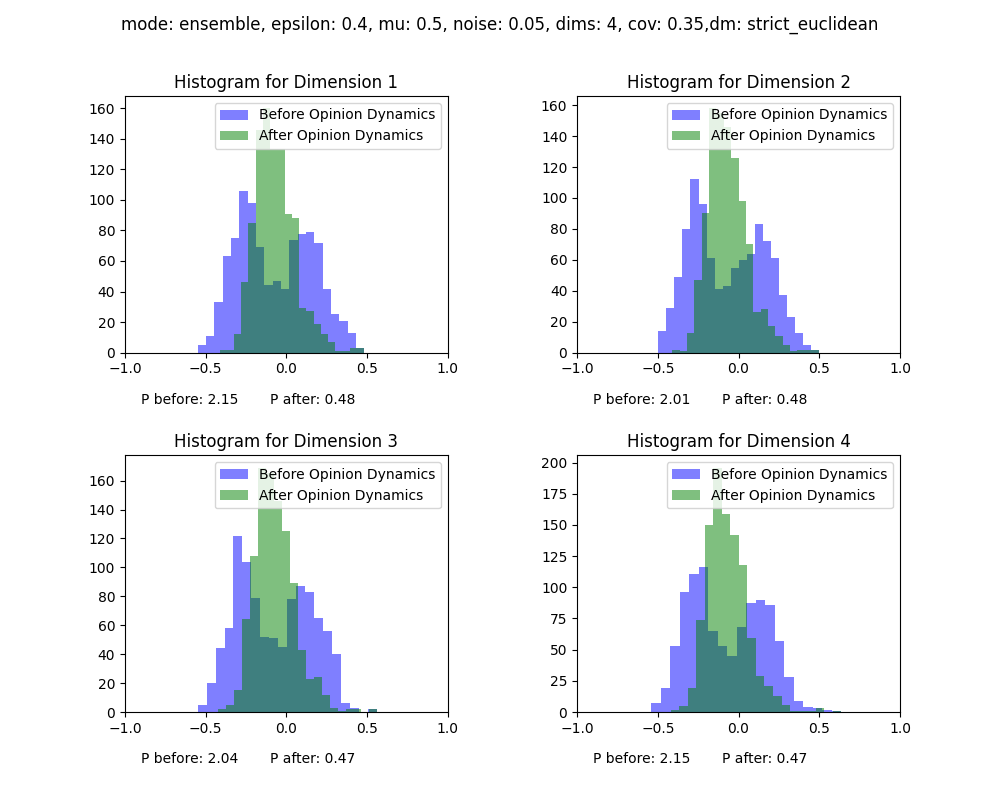 mode: ensemble, epsilon: 0.4, mu: 0.5, noise: 0.05, dims: 4, cov: 0.35,dm: strict_euclidean
Histogram for Dimension 1
Before Opinion Dynamics
After Opinion Dynamics
160
140
120
100
80
60
40
20
0
−1.0 −0.5 0.0 0.5 1.0
P before: 2.15 P after: 0.48
Histogram for Dimension 2
Before Opinion Dynamics
After Opinion Dynamics
160
140
120
100
80
60
40
20
0
−1.0 −0.5 0.0 0.5 1.0
P before: 2.01 P after: 0.48
Histogram for Dimension 3
Before Opinion Dynamics
After Opinion Dynamics
160
140
120
100
80
60
40
20
0
−1.0 −0.5 0.0 0.5 1.0
P before: 2.04 P after: 0.47
Histogram for Dimension 4
Before Opinion Dynamics
After Opinion Dynamics
200
175
150
125
100
75
50
25
0
−1.0 −0.5 0.0 0.5 1.0
P before: 2.15 P after: 0.47